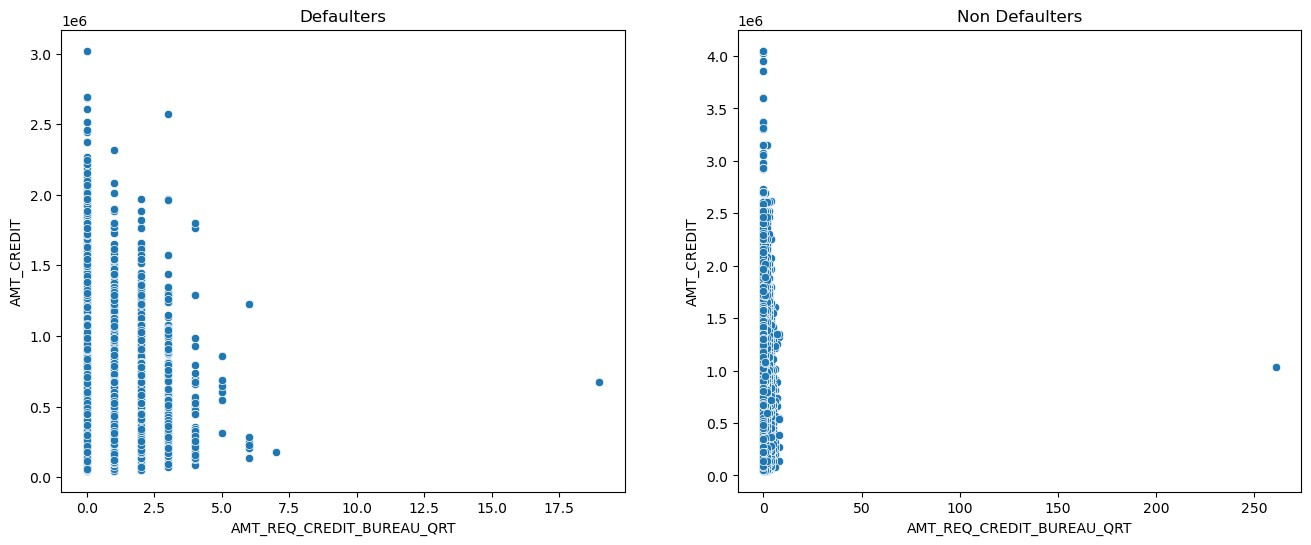 Defaulters
1e6
3.0
2.5
2.0
1.5
1.0
0.5
0.0
AMT_CREDIT
0.0 2.5 5.0 7.5 10.0 12.5 15.0 17.5
AMT_REQ_CREDIT_BUREAU_QRT
Non Defaulters
1e6
4.0
3.5
3.0
2.5
2.0
1.5
1.0
0.5
0.0
AMT_CREDIT
0 50 100 150 200 250
AMT_REQ_CREDIT_BUREAU_QRT